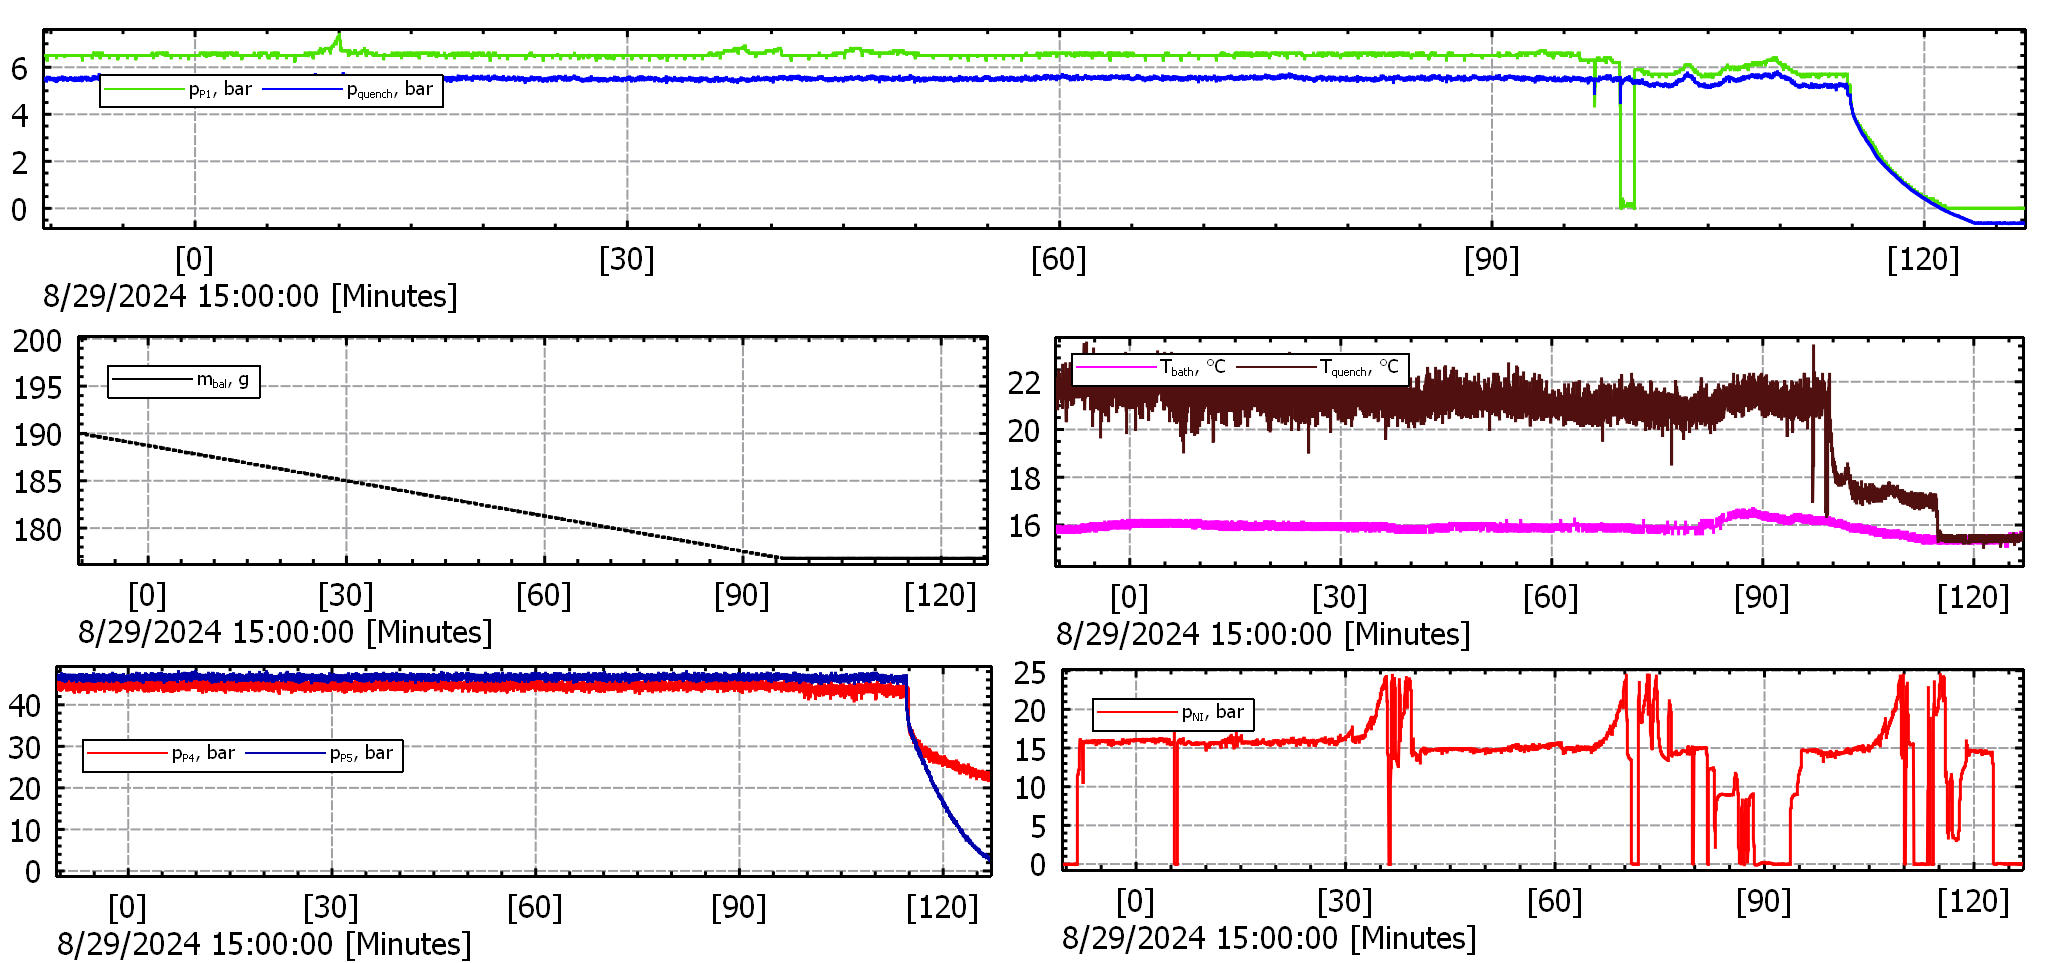 6
4
2
0
p_P1, bar p_quench, bar
[0] [30] [60] [90] [120]
8/29/2024 15:00:00 [Minutes]
200
195
190
185
180
m_bal, g
[0] [30] [60] [90] [120]
8/29/2024 15:00:00 [Minutes]
22
20
18
16
T_bath, °C T_quench, °C
[0] [30] [60] [90] [120]
8/29/2024 15:00:00 [Minutes]
40
30
20
10
0
p_P4, bar p_P5, bar
[0] [30] [60] [90] [120]
8/29/2024 15:00:00 [Minutes]
25
20
15
10
5
0
p_NI, bar
[0] [30] [60] [90] [120]
8/29/2024 15:00:00 [Minutes]